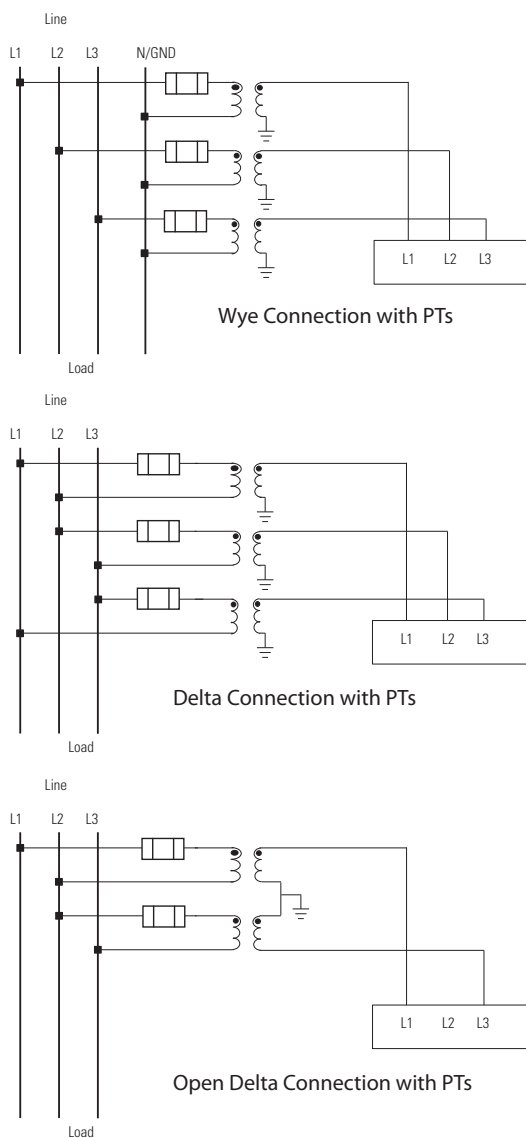 Line
L1 L2 L3 N/GND
L1 L2 L3
Wye Connection with PTs
Load
Line
L1 L2 L3
L1 L2 L3
Delta Connection with PTs
Load
Line
L1 L2 L3
L1 L2 L3
Open Delta Connection with PTs
Load